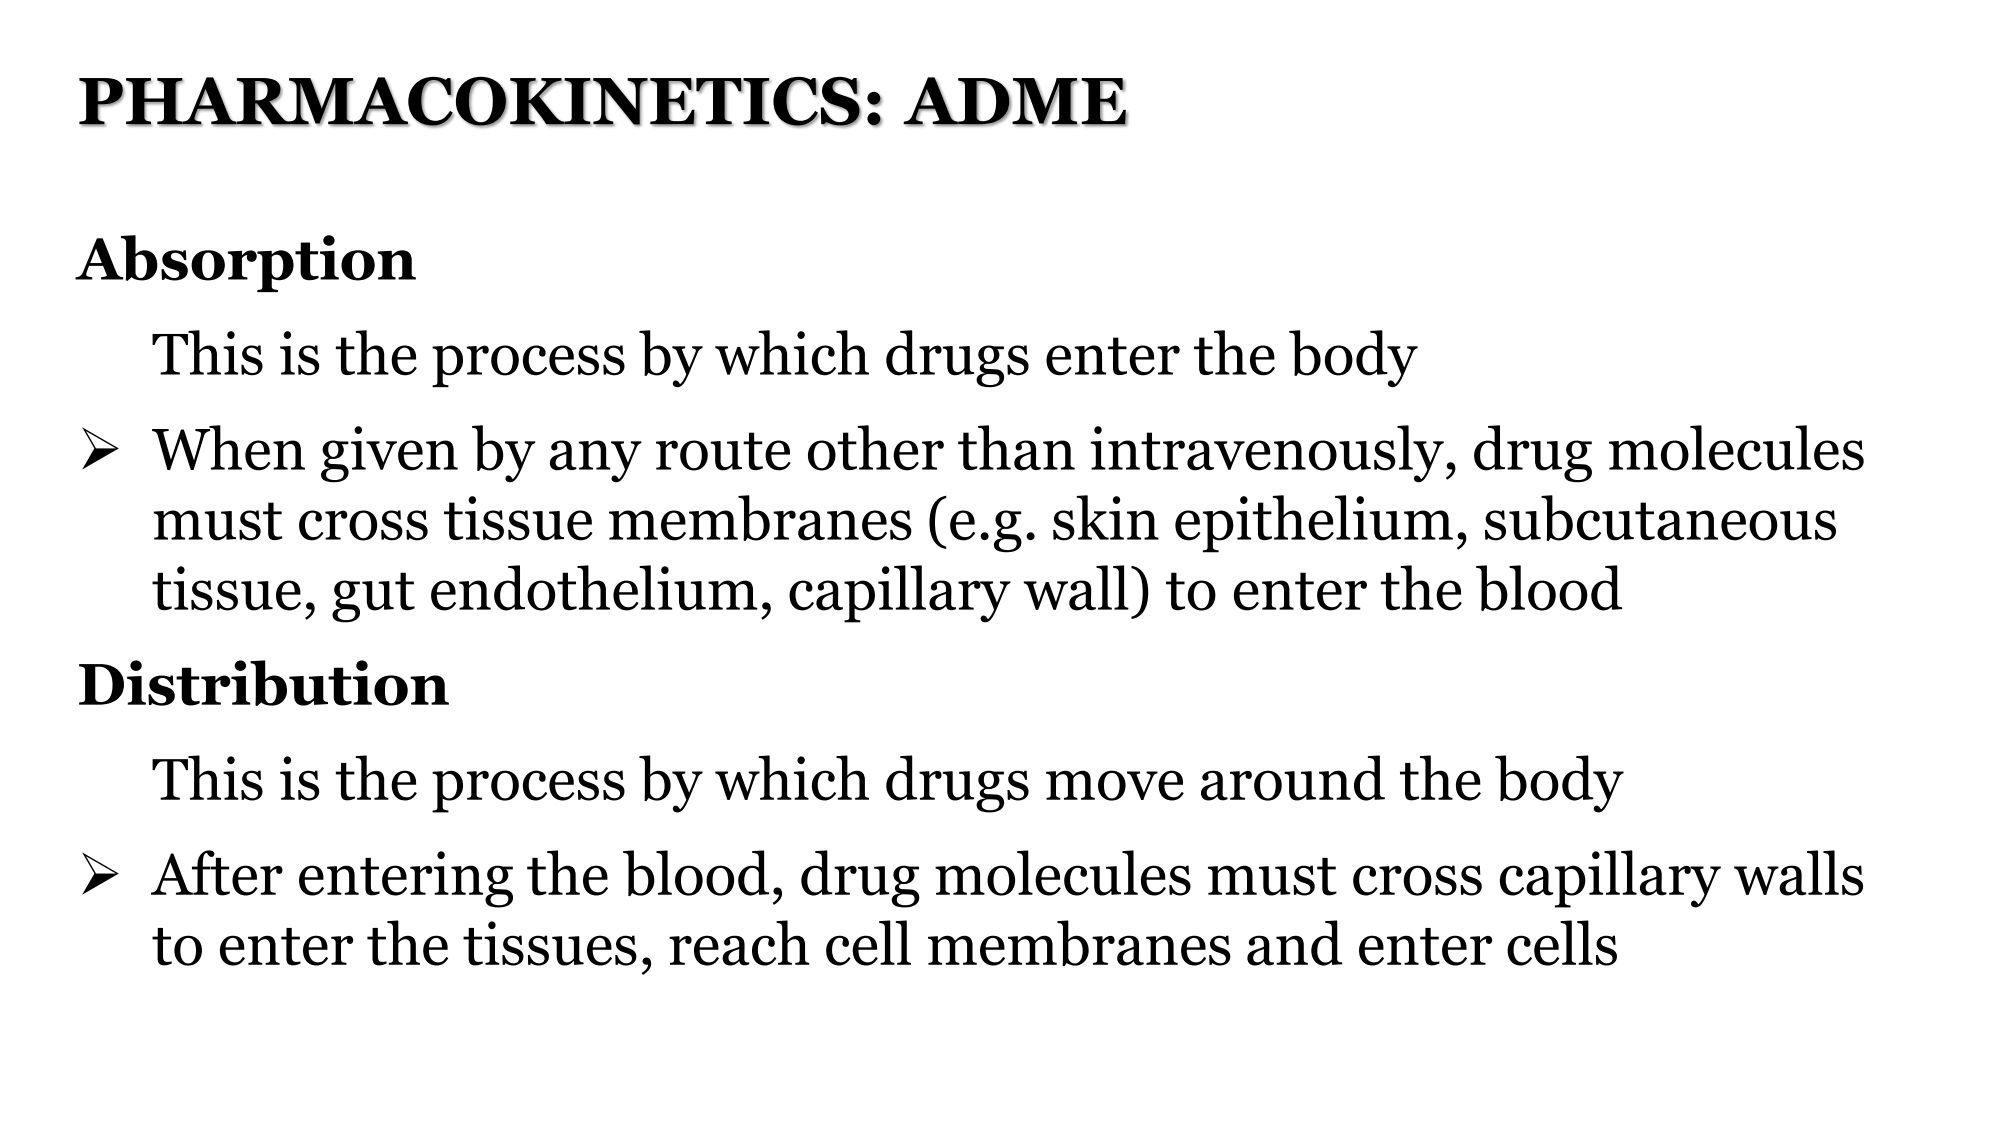 PHARMACOKINETICS: ADME
Absorption
This is the process by which drugs enter the body
➢ When given by any route other than intravenously, drug molecules
must cross tissue membranes (e.g. skin epithelium, subcutaneous
tissue, gut endothelium, capillary wall) to enter the blood
Distribution
This is the process by which drugs move around the body
➢ After entering the blood, drug molecules must cross capillary walls
to enter the tissues, reach cell membranes and enter cells